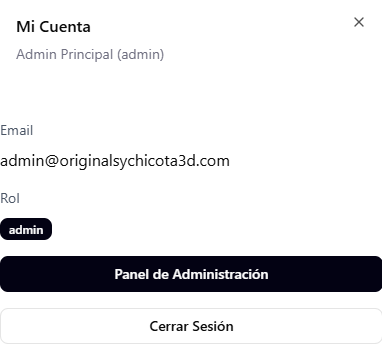 Mi Cuenta
Admin Principal (admin)
Email
admin@originalsychicota3d.com
Rol
admin
Panel de Administración
Cerrar Sesión